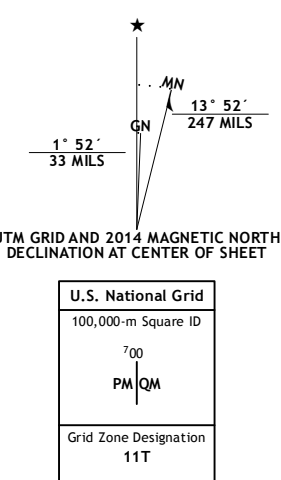 ★
MN
GN
1° 52´
33 MILS
13° 52´
247 MILS
UTM GRID AND 2014 MAGNETIC NORTH
DECLINATION AT CENTER OF SHEET
U.S. National Grid
100,000-m Square ID
⁷00
PM QM
Grid Zone Designation
11T